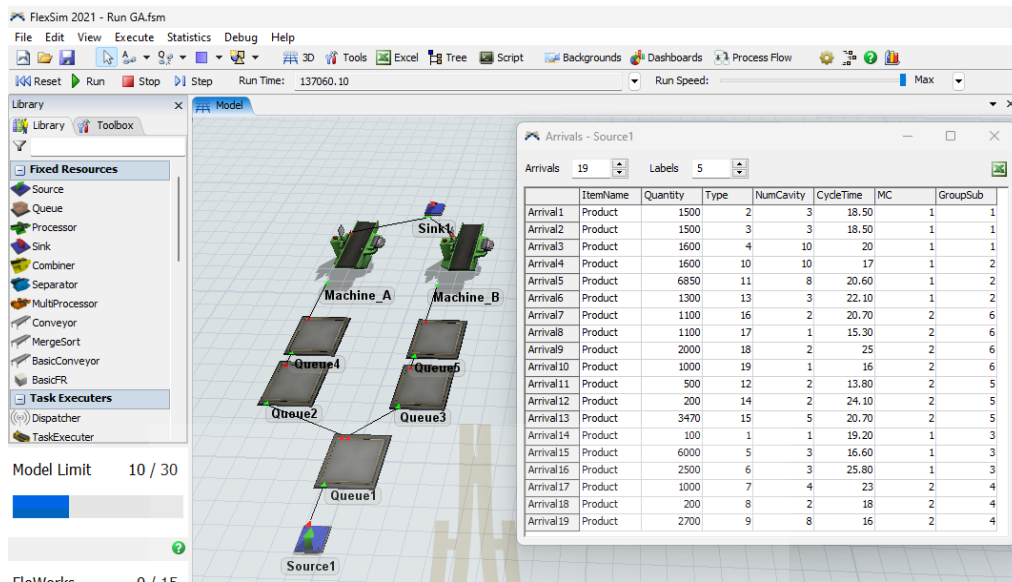 FlexSim 2021 - Run GA.fsm
File Edit View Execute Statistics Dialog Debug Help
3D Tools Excel Tree Script Backgrounds Dashboards Process Flow
Reset Run Stop Step Run Time: 137060.10 Run Speed: Max
Library
Library Toolbox
Fixed Resources
Source
Queue
Processor
Sink
Combiner
Separator
MultiProcessor
Conveyor
MergeSort
BasicConveyor
BasicFR
Task Executers
Dispatcher
TaskExecuter
Model Limit 10 / 30
FloWorks 0 / 15
Model
Sink1
Machine_A
Machine_B
Queue4
Queue5
Queue2
Queue3
Queue1
Source1
Arrivals - Source1
Arrivals 19 Labels 5
ItemName Quantity Type NumCavity CycleTime MC GroupSub
Arrival1 Product 1500 2 3 18.50 1 1
Arrival2 Product 1500 3 3 18.50 1 1
Arrival3 Product 1600 4 10 20 1 1
Arrival4 Product 1600 10 10 17 1 2
Arrival5 Product 6850 11 8 20.60 1 2
Arrival6 Product 1300 13 3 22.10 1 2
Arrival7 Product 1100 16 2 20.70 2 6
Arrival8 Product 1100 17 1 15.30 2 6
Arrival9 Product 2000 18 2 25 2 6
Arrival10 Product 1000 19 1 16 2 6
Arrival11 Product 500 12 2 13.80 2 5
Arrival12 Product 200 14 2 24.10 2 5
Arrival13 Product 3470 15 5 20.70 2 5
Arrival14 Product 100 1 1 19.20 1 3
Arrival15 Product 6000 5 3 16.60 1 3
Arrival16 Product 2500 6 3 25.80 1 3
Arrival17 Product 1000 7 4 23 2 4
Arrival18 Product 200 8 2 18 2 4
Arrival19 Product 2700 9 8 16 2 4